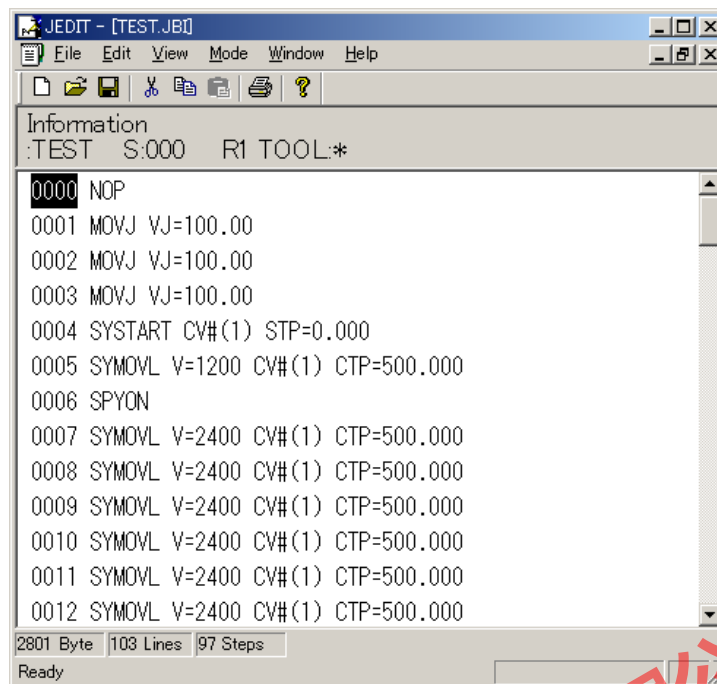 JEDIT - [TEST.JBI]
File Edit View Mode Window Help
Information
:TEST S:000 R1 TOOL:*
0000 NOP
0001 MOVJ VJ=100.00
0002 MOVJ VJ=100.00
0003 MOVJ VJ=100.00
0004 SYSTART CV#(1) STP=0.000
0005 SYMOVL V=1200 CV#(1) CTP=500.000
0006 SPYON
0007 SYMOVL V=2400 CV#(1) CTP=500.000
0008 SYMOVL V=2400 CV#(1) CTP=500.000
0009 SYMOVL V=2400 CV#(1) CTP=500.000
0010 SYMOVL V=2400 CV#(1) CTP=500.000
0011 SYMOVL V=2400 CV#(1) CTP=500.000
0012 SYMOVL V=2400 CV#(1) CTP=500.000
2801 Byte 103 Lines 97 Steps
Ready